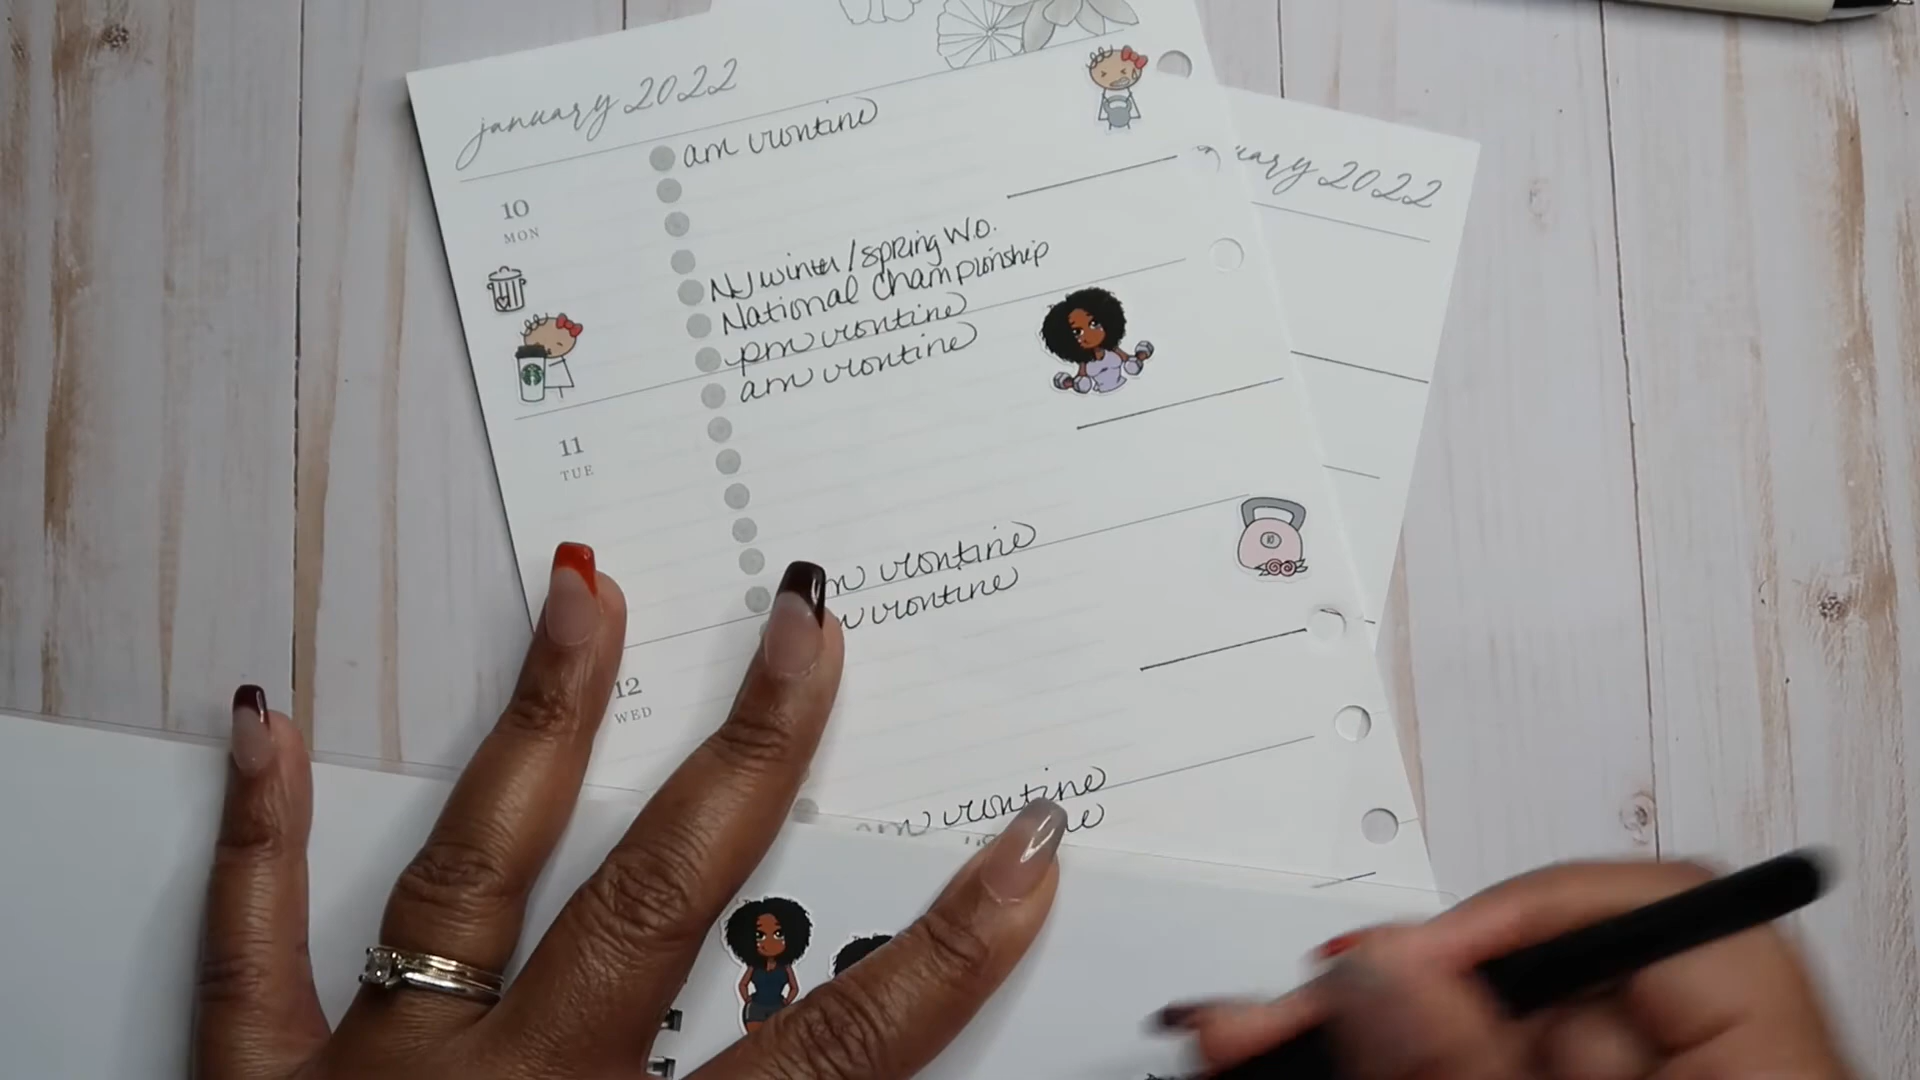 january 2022
am routine
10
MON
NJ winter/spring W.O.
National Championship
pm routine
am routine
11
TUE
routine
routine
10
12
WED
routine
2022